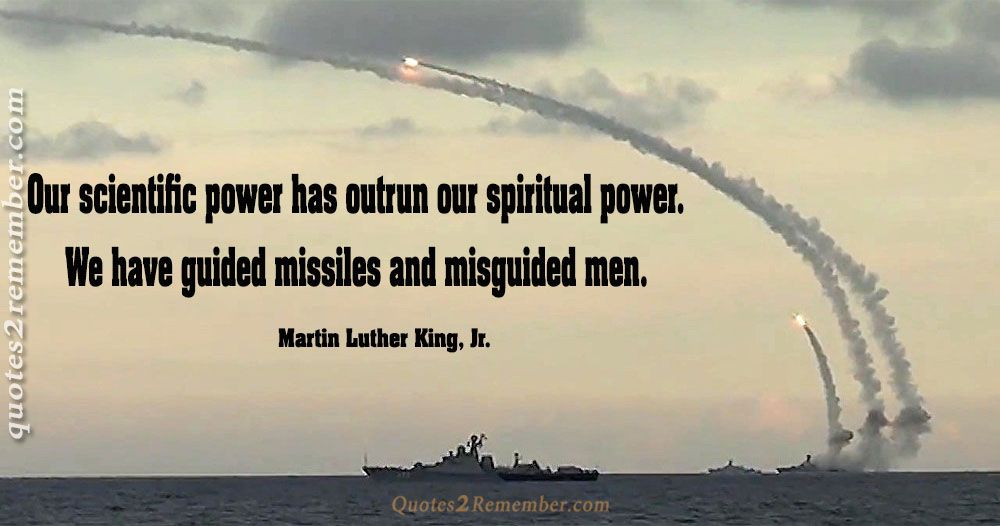 Our scientific power has outrun our spiritual power.
We have guided missiles and misguided men.
Martin Luther King, Jr.
quotes2remember.com
Quotes2Remember.com